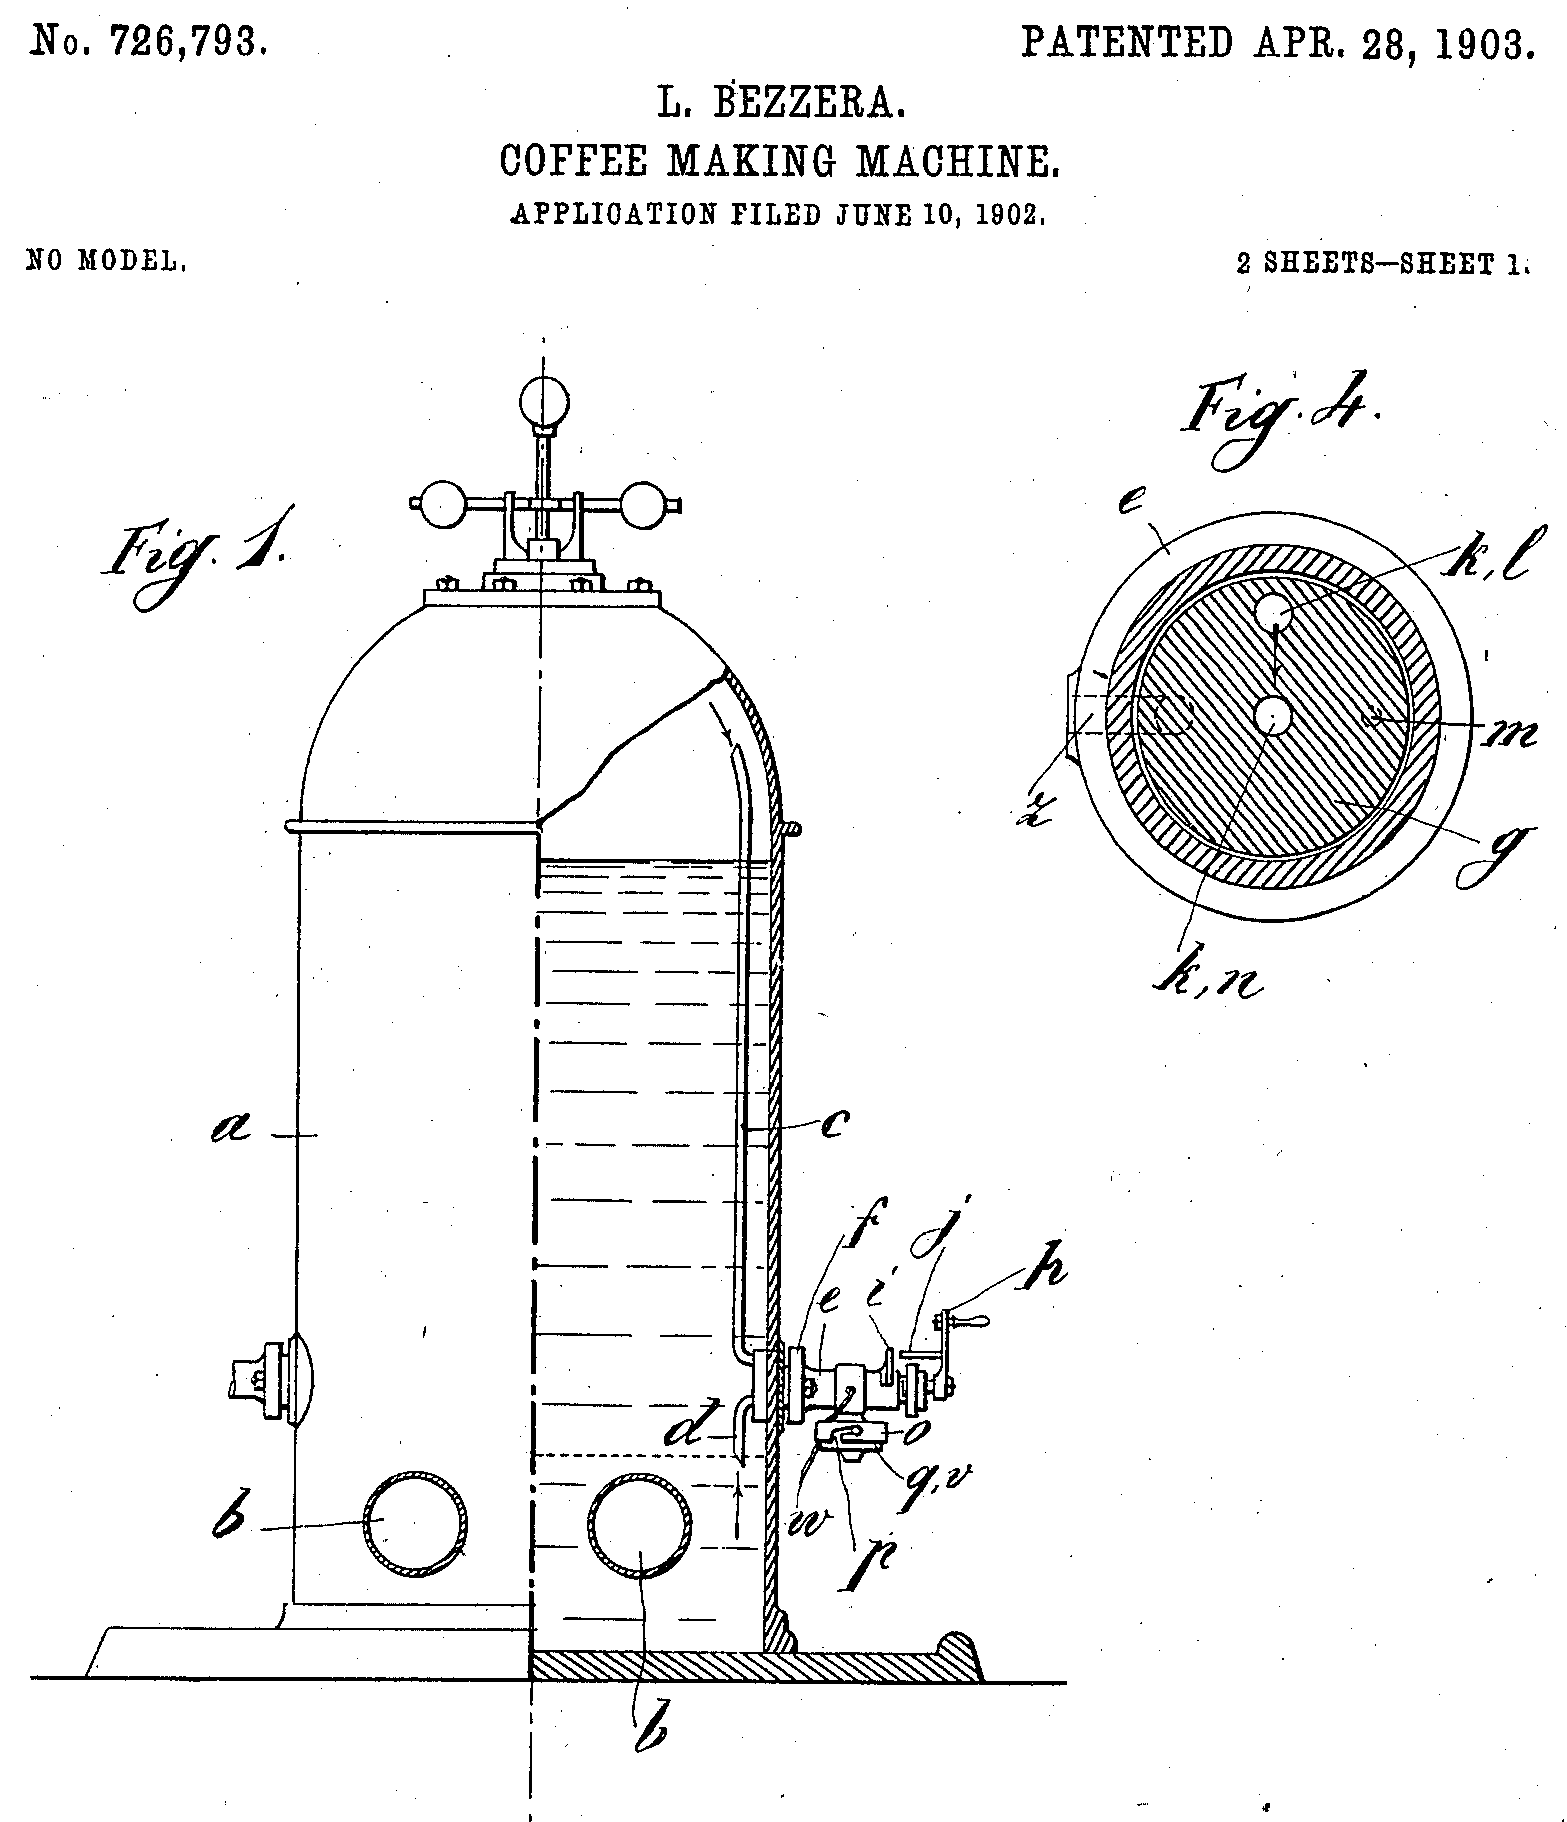 No. 726,793.
PATENTED APR. 28, 1903.
L. BEZZERA.
COFFEE MAKING MACHINE.
APPLICATION FILED JUNE 10, 1902.
NO MODEL.
2 SHEETS—SHEET 1.
Fig. 4.
e
k,l
Fig. 1.
m
z
g
k,n
a
c
f
j
h
e
i
d
o
q,v
b
w
p
b